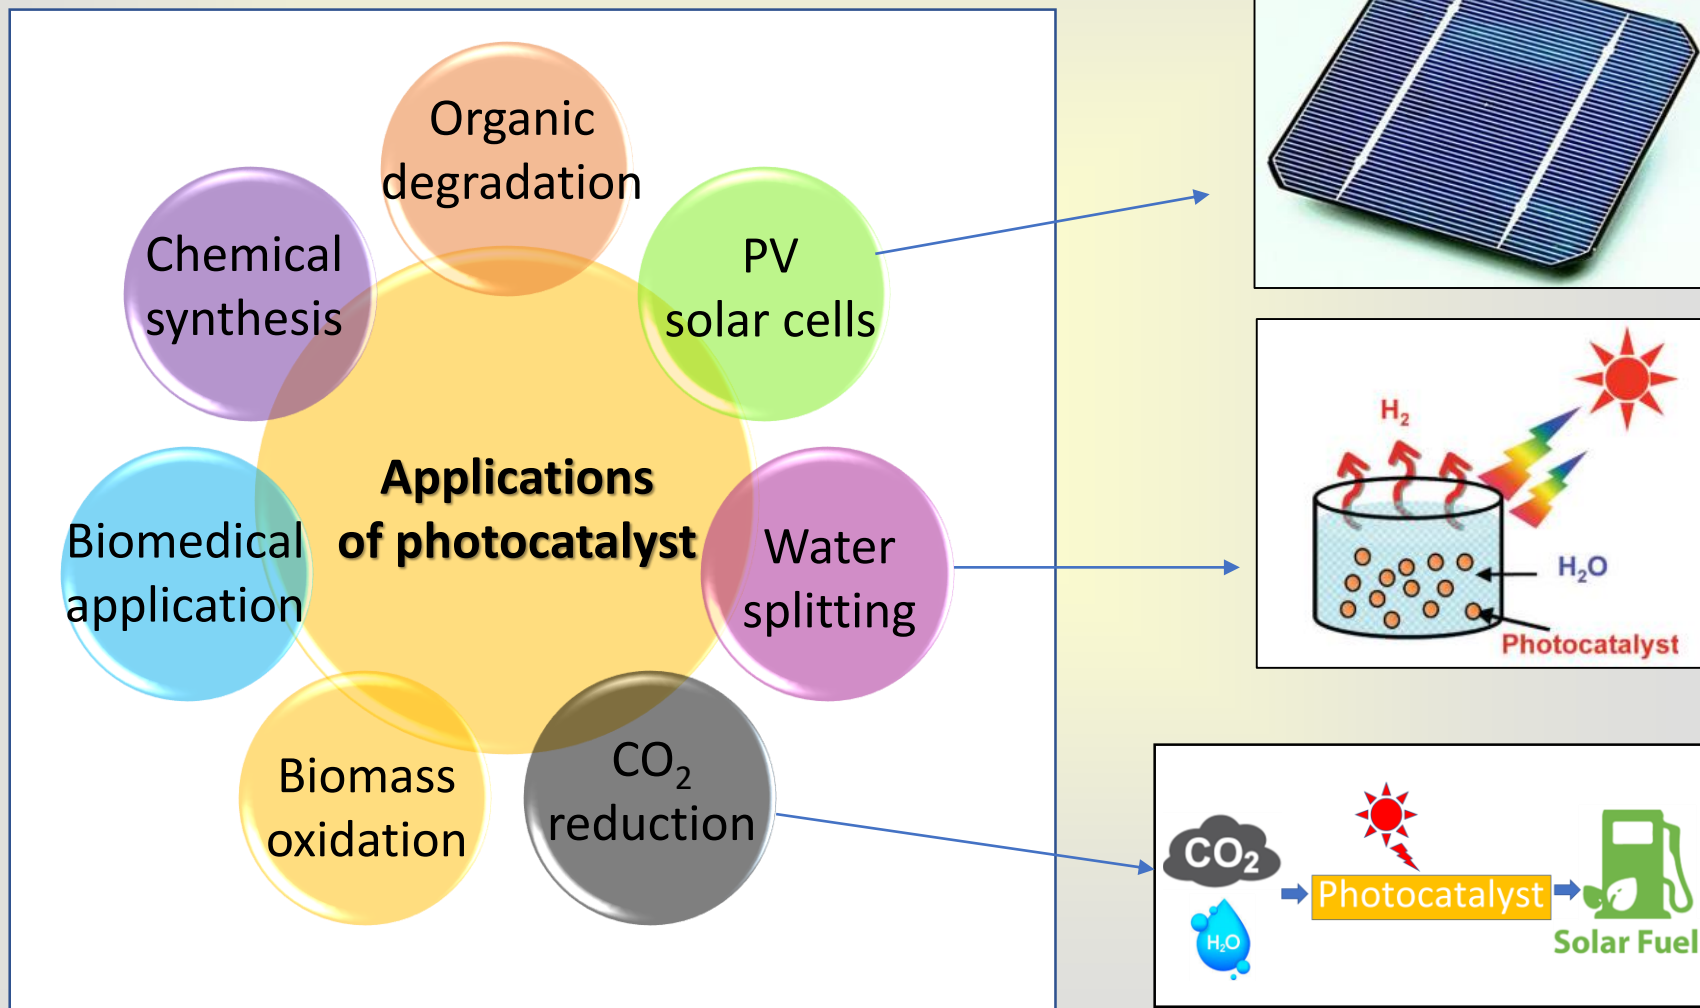 Organic
degradation
Chemical
synthesis
PV
solar cells
Applications
of photocatalyst
Biomedical
application
Water
splitting
Biomass
oxidation
CO₂
reduction
H₂
H₂O
Photocatalyst
CO₂
H₂O
Photocatalyst
Solar Fuel